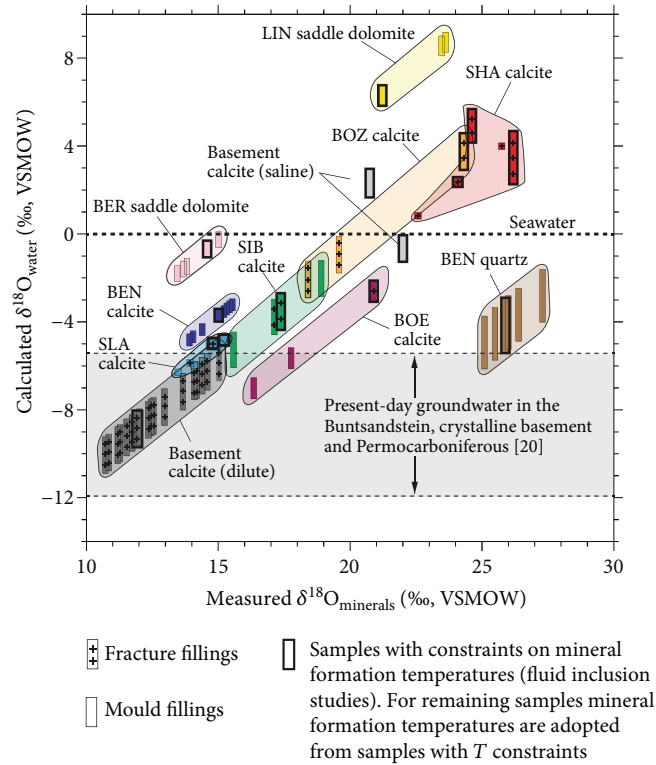 LIN saddle dolomite
SHA calcite
BOZ calcite
Basement
calcite (saline)
BER saddle dolomite
Seawater
SIB
calcite
BEN quartz
BEN
calcite
BOE
calcite
SLA
calcite
Present-day groundwater in the
Buntsandstein, crystalline basement
and Permocarboniferous [20]
Basement
calcite (dilute)
8
4
0
−4
−8
−12
Calculated δ¹⁸O_water (‰, VSMOW)
10 15 20 25 30
Measured δ¹⁸O_minerals (‰, VSMOW)
Fracture fillings
Mould fillings
Samples with constraints on mineral
formation temperatures (fluid inclusion
studies). For remaining samples mineral
formation temperatures are adopted
from samples with T constraints